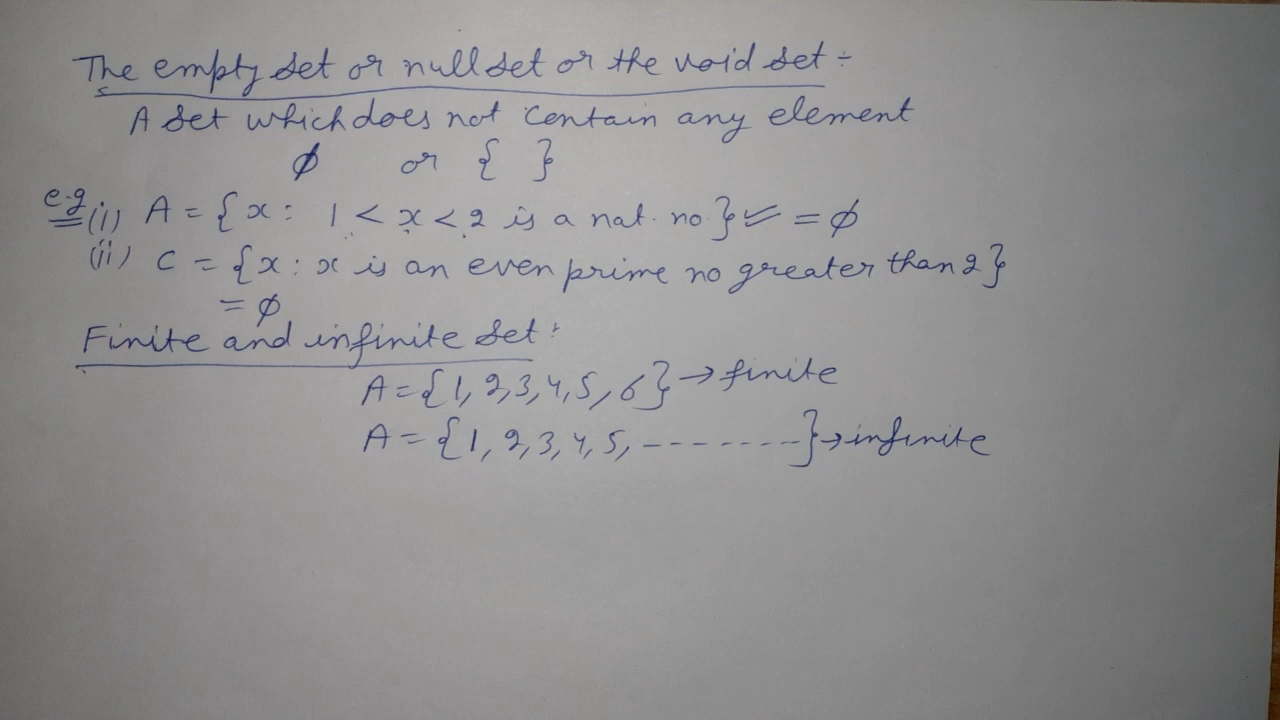 The empty set or null set or the void set :-
A set which does not contain any element
ϕ or { }
e.g (i) A = {x : 1 < x < 2 is a nat. no.} = ϕ
(ii) C = {x : x is an even prime no greater than 2}
= ϕ
Finite and infinite set :
A = {1, 2, 3, 4, 5, 6} → finite
A = {1, 2, 3, 4, 5, --------} → infinite